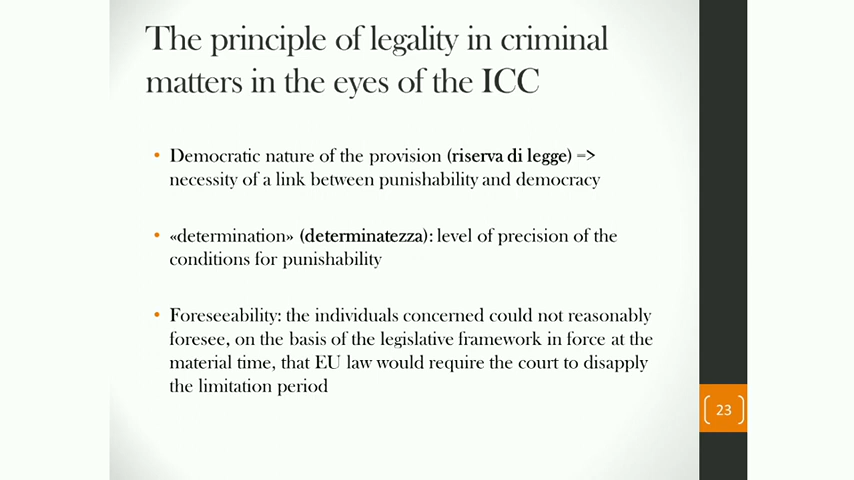 The principle of legality in criminal
matters in the eyes of the ICC
• Democratic nature of the provision (riserva di legge) =>
necessity of a link between punishability and democracy
• «determination» (determinatezza): level of precision of the
conditions for punishability
• Foreseeability: the individuals concerned could not reasonably
foresee, on the basis of the legislative framework in force at the
material time, that EU law would require the court to disapply
the limitation period
23